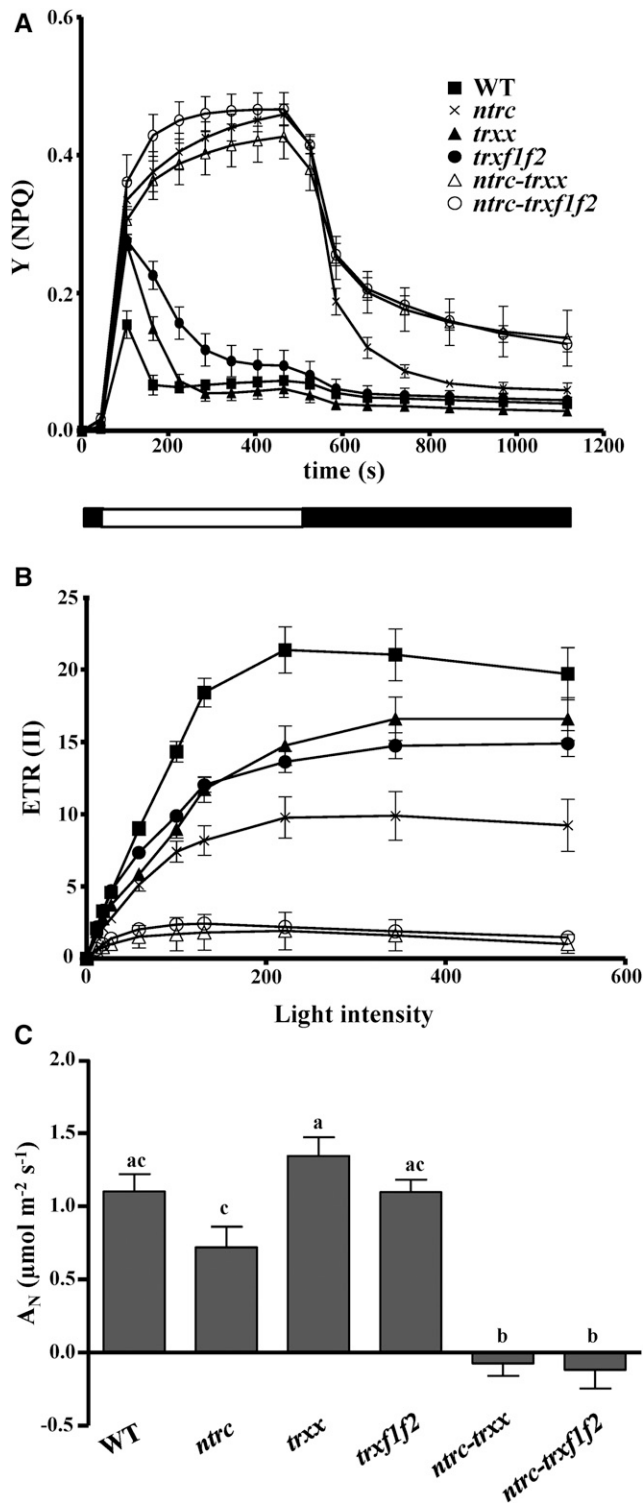 A
0.6
0.4
0.2
0.0
Y (NPQ)
WT
ntrc
trxx
trxf1f2
ntrc-trxx
ntrc-trxf1f2
0 200 400 600 800 1000 1200
time (s)
B
25
20
15
10
5
0
ETR (II)
0 200 400 600
Light intensity
C
2.0
1.5
1.0
0.5
0.0
-0.5
A_N (µmol m⁻² s⁻¹)
ac
c
a
ac
b
b
WT
ntrc
trxx
trxf1f2
ntrc-trxx
ntrc-trxf1f2